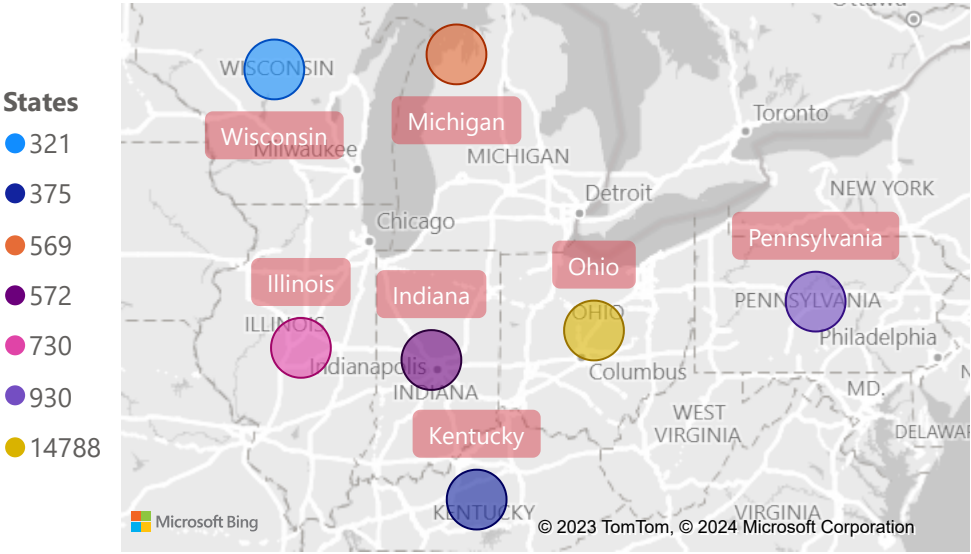 States
321
375
569
572
730
930
14788
Ottawa
WISCONSIN
Wisconsin
Milwaukee
Michigan
MICHIGAN
Toronto
Detroit
NEW YORK
Chicago
Pennsylvania
PENNSYLVANIA
Philadelphia
Ohio
OHIO
Columbus
Illinois
ILLINOIS
Indiana
Indianapolis
INDIANA
MD.
WEST
VIRGINIA
DELAWAR
Kentucky
KENTUCKY
VIRGINIA
N
Microsoft Bing
© 2023 TomTom, © 2024 Microsoft Corporation